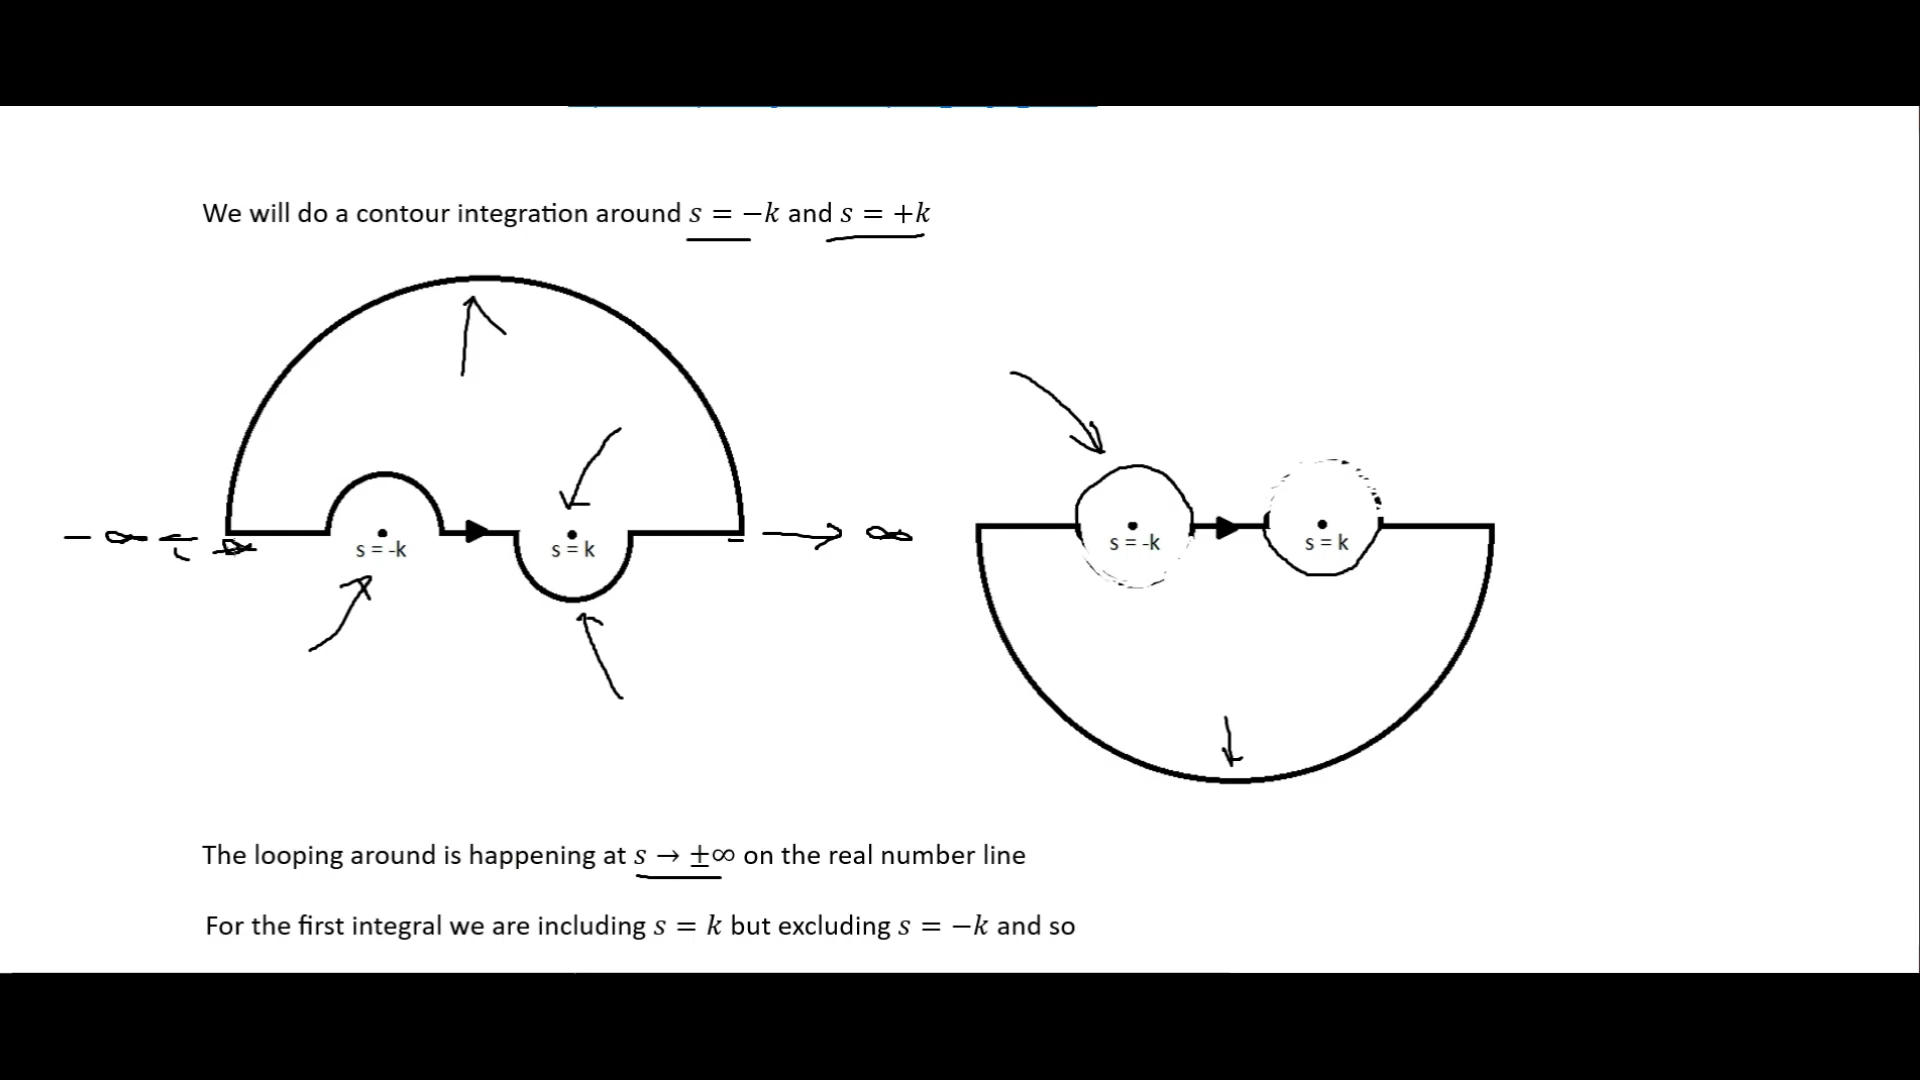 We will do a contour integration around s = −k and s = +k
− ∞
s = -k
s = k
∞
s = -k
s = k
The looping around is happening at s → ±∞ on the real number line
For the first integral we are including s = k but excluding s = −k and so